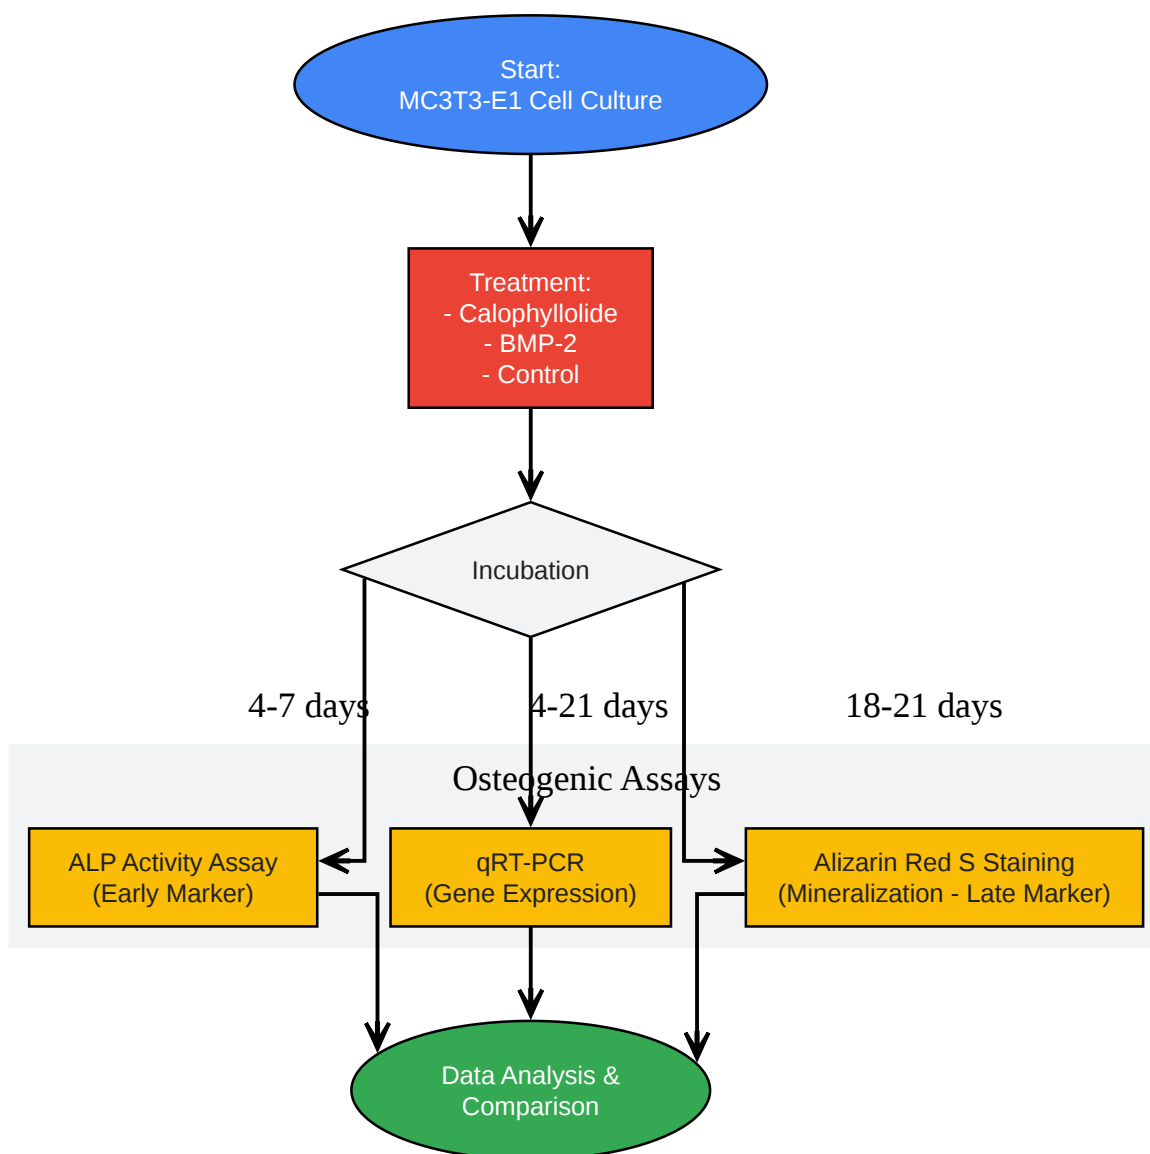 Start:
MC3T3-E1 Cell Culture
Treatment:
- Calophyllolide
- BMP-2
- Control
Incubation
4-7 days
4-21 days
18-21 days
Osteogenic Assays
ALP Activity Assay
(Early Marker)
qRT-PCR
(Gene Expression)
Alizarin Red S Staining
(Mineralization - Late Marker)
Data Analysis &
Comparison